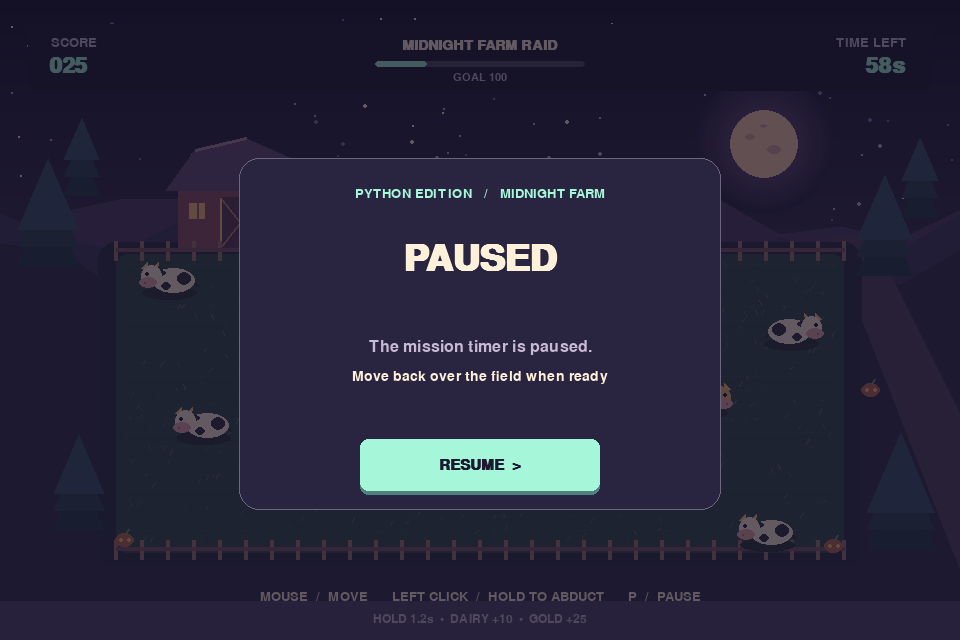 SCORE
025
MIDNIGHT FARM RAID
GOAL 100
TIME LEFT
58s
PYTHON EDITION / MIDNIGHT FARM
PAUSED
The mission timer is paused.
Move back over the field when ready
RESUME >
MOUSE / MOVE LEFT CLICK / HOLD TO ABDUCT P / PAUSE
HOLD 1.2s • DAIRY +10 • GOLD +25